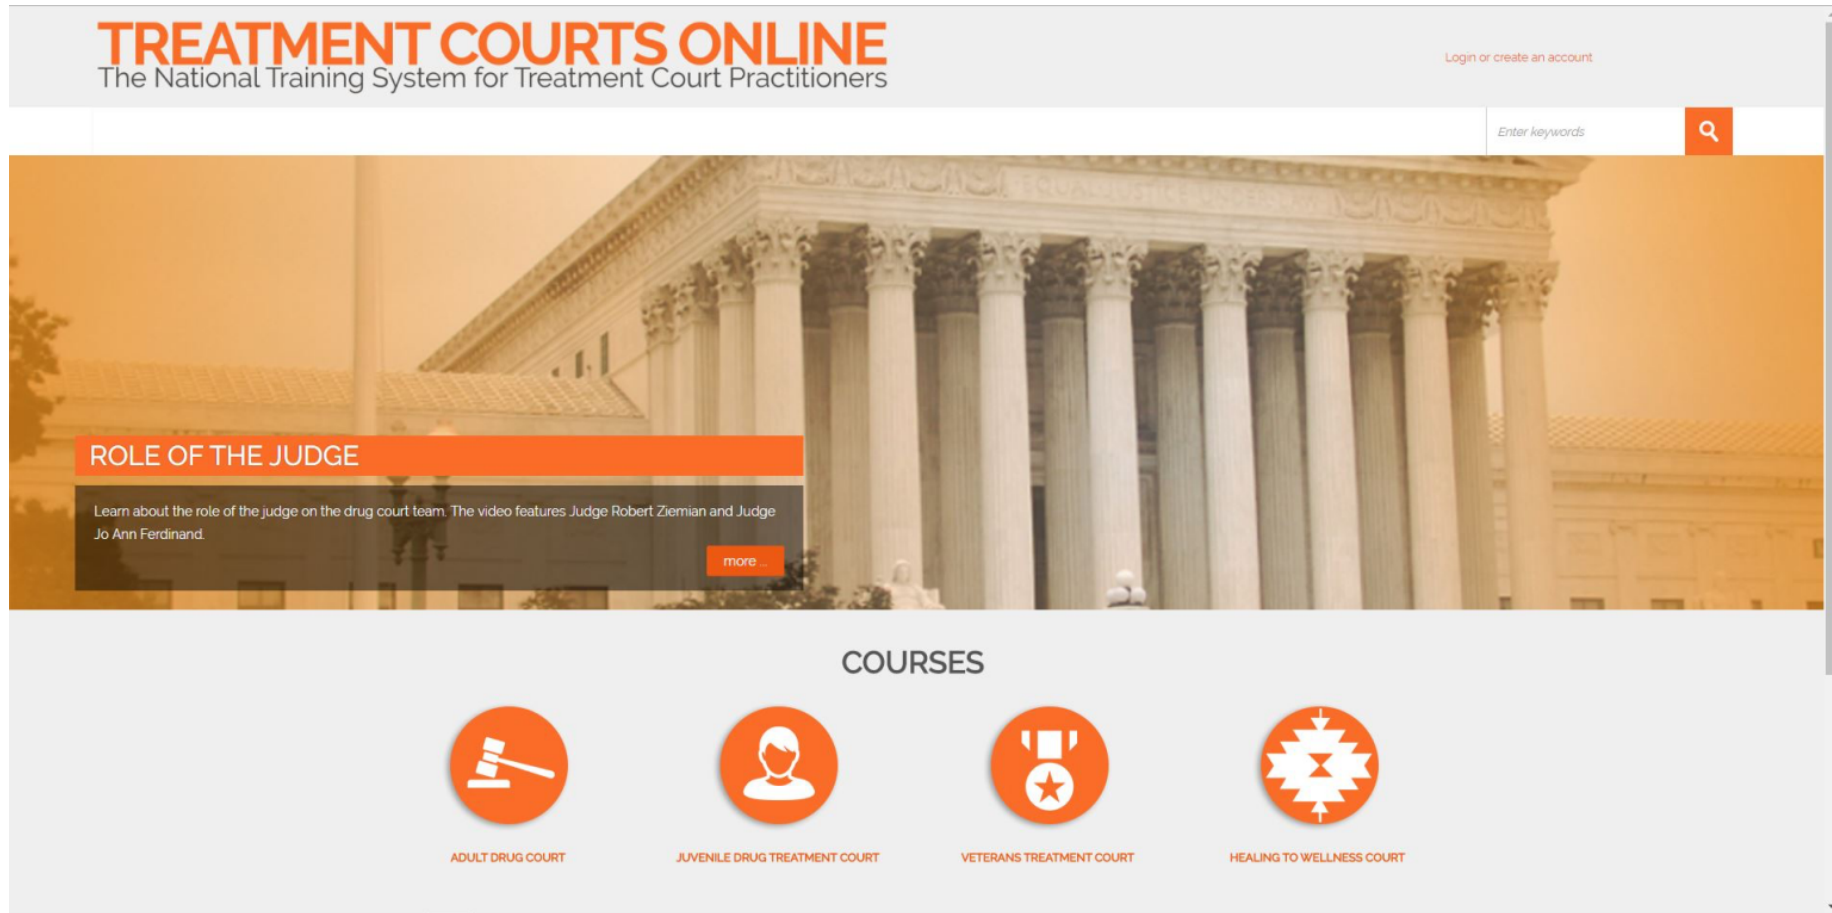 TREATMENT COURTS ONLINE
The National Training System for Treatment Court Practitioners
Login or create an account
Enter keywords
EQUAL JUSTICE UNDER
ROLE OF THE JUDGE
Learn about the role of the judge on the drug court team. The video features Judge Robert Ziemian and Judge
Jo Ann Ferdinand.
more ...
COURSES
ADULT DRUG COURT
JUVENILE DRUG TREATMENT COURT
VETERANS TREATMENT COURT
HEALING TO WELLNESS COURT